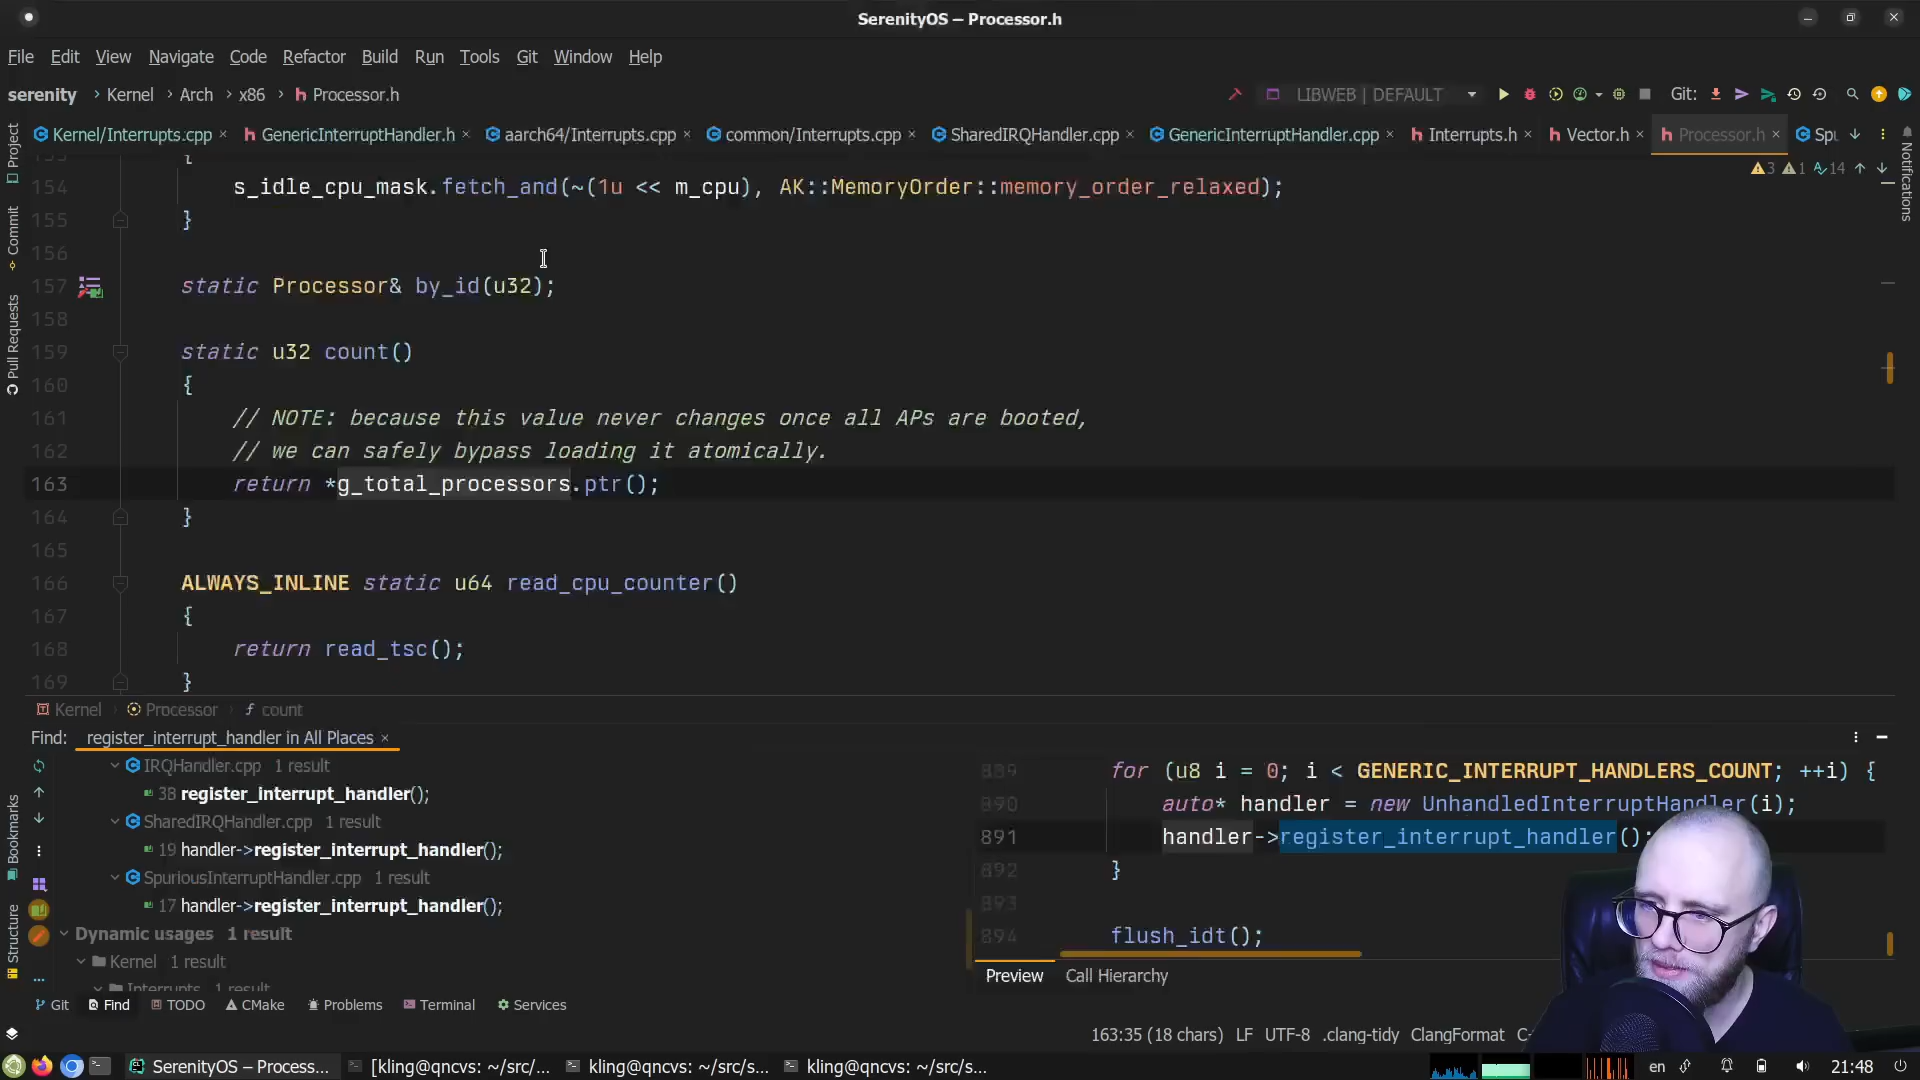 SerenityOS – Processor.h
File Edit View Navigate Code Refactor Build Run Tools Git Window Help
serenity Kernel Arch x86 Processor.h
LIBWEB | DEFAULT
Git:
Kernel/Interrupts.cpp GenericInterruptHandler.h aarch64/Interrupts.cpp common/Interrupts.cpp SharedIRQHandler.cpp GenericInterruptHandler.cpp Interrupts.h Vector.h Processor.h
3 1 14
{
154 s_idle_cpu_mask.fetch_and(~(1u << m_cpu), AK::MemoryOrder::memory_order_relaxed);
155 }
156
157 static Processor& by_id(u32);
158
159 static u32 count()
160 {
161 // NOTE: because this value never changes once all APs are booted,
162 // we can safely bypass loading it atomically.
163 return *g_total_processors.ptr();
164 }
165
166 ALWAYS_INLINE static u64 read_cpu_counter()
167 {
168 return read_tsc();
169 }
Kernel Processor count
Project
Commit
Pull Requests
Bookmarks
Structure
Notifications
Find: register_interrupt_handler in All Places
IRQHandler.cpp 1 result
38 register_interrupt_handler();
SharedIRQHandler.cpp 1 result
19 handler->register_interrupt_handler();
SpuriousInterruptHandler.cpp 1 result
17 handler->register_interrupt_handler();
Dynamic usages 1 result
Kernel 1 result
Interrupts 1 result
889 for (u8 i = 0; i < GENERIC_INTERRUPT_HANDLERS_COUNT; ++i) {
890 auto* handler = new UnhandledInterruptHandler(i);
891 handler->register_interrupt_handler();
892 }
893
894 flush_idt();
Preview Call Hierarchy
Git Find TODO CMake Problems Terminal Services
163:35 (18 chars) LF UTF-8 .clang-tidy ClangFormat
SerenityOS – Process... [kling@qncvs: ~/src/... kling@qncvs: ~/src/s... kling@qncvs: ~/src/s...
en 21:48